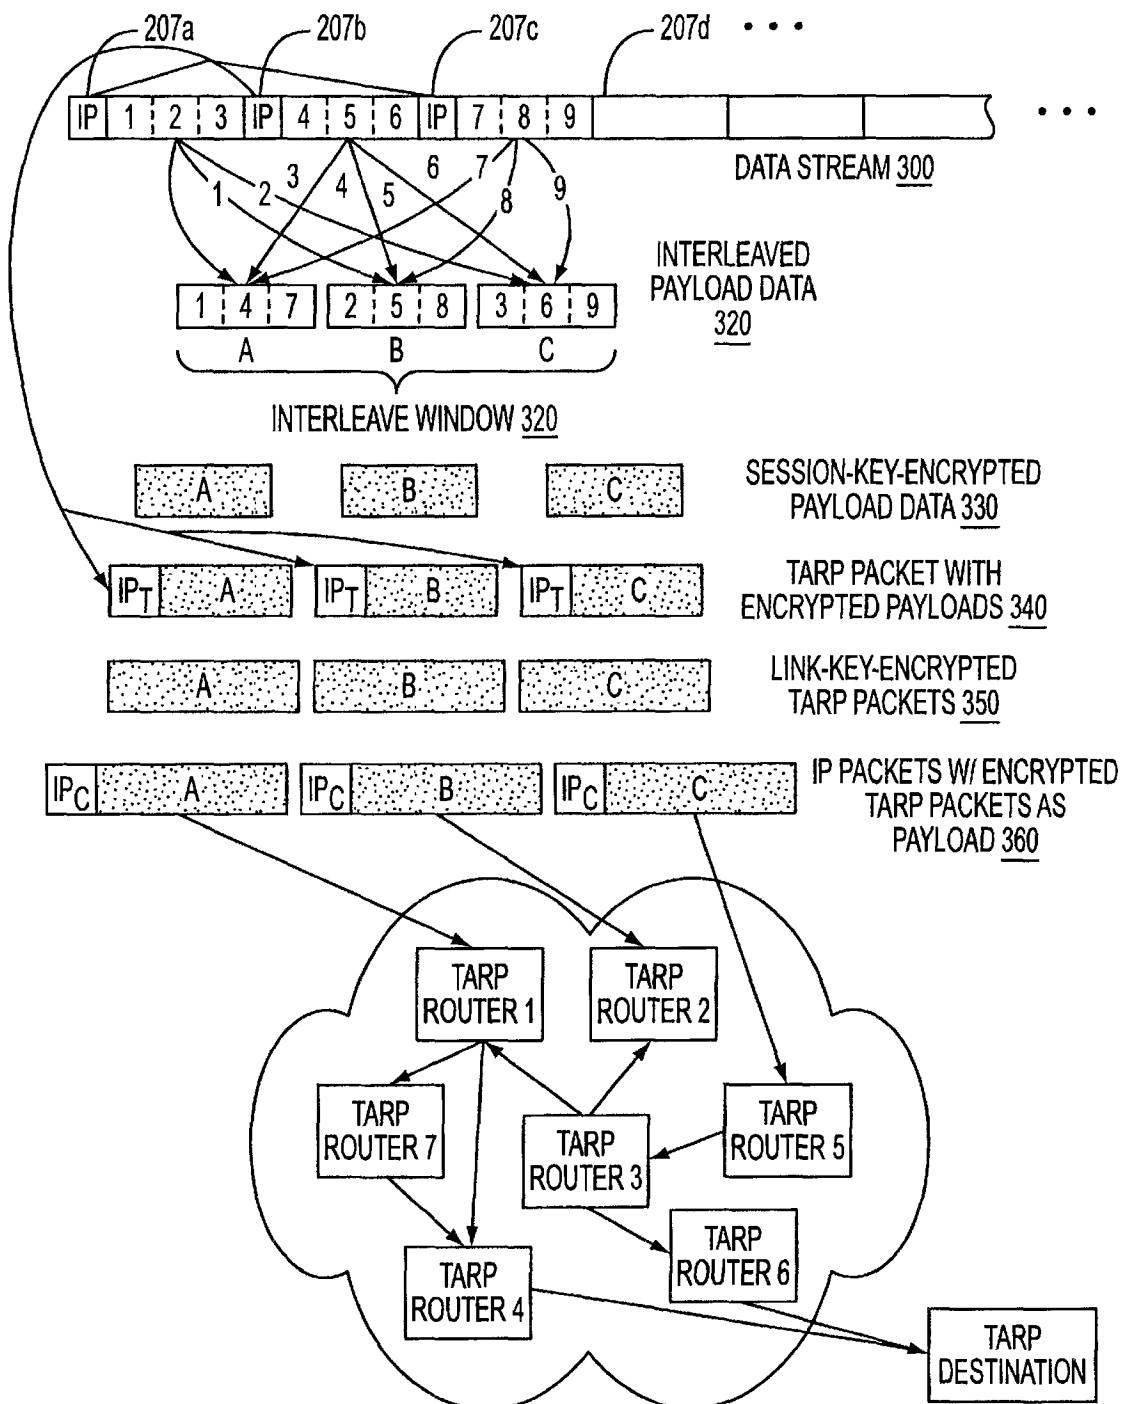 207a 207b 207c 207d
IP 1 2 3 IP 4 5 6 IP 7 8 9
DATA STREAM 300
1 2 3 4 5 6 7 8 9
INTERLEAVED
PAYLOAD DATA
320
1 4 7 2 5 8 3 6 9
A B C
INTERLEAVE WINDOW 320
A B C
SESSION-KEY-ENCRYPTED
PAYLOAD DATA 330
IPT A IPT B IPT C
TARP PACKET WITH
ENCRYPTED PAYLOADS 340
A B C
LINK-KEY-ENCRYPTED
TARP PACKETS 350
IPC A IPC B IPC C
IP PACKETS W/ ENCRYPTED
TARP PACKETS AS
PAYLOAD 360
TARP
ROUTER 1
TARP
ROUTER 2
TARP
ROUTER 7
TARP
ROUTER 3
TARP
ROUTER 5
TARP
ROUTER 6
TARP
ROUTER 4
TARP
DESTINATION